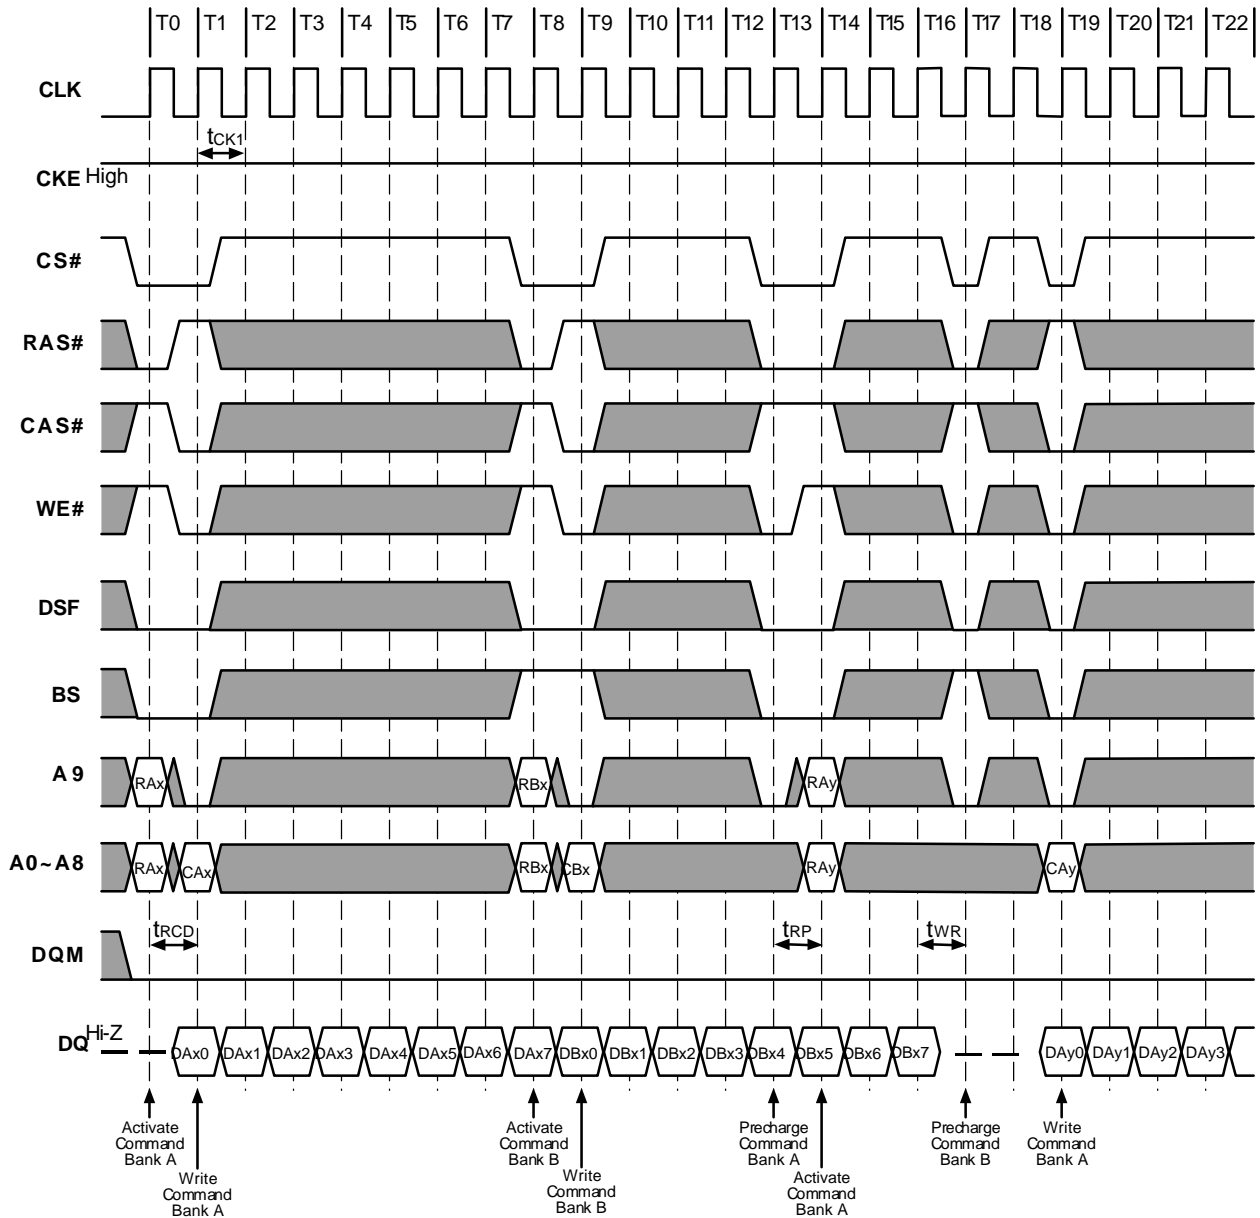 T0 T1 T2 T3 T4 T5 T6 T7 T8 T9 T10 T11 T12 T13 T14 T15 T16 T17 T18 T19 T20 T21 T22
CLK
tCK1
CKE High
CS#
RAS#
CAS#
WE#
DSF
BS
A9 RAx RBx RAy
A0~A8 RAx CAx RBx CBx RAy CAy
tRCD tRP tWR
DQM
DQ Hi-Z DAx0 DAx1 DAx2 DAx3 DAx4 DAx5 DAx6 DAx7 DBx0 DBx1 DBx2 DBx3 DBx4 DBx5 DBx6 DBx7 DAy0 DAy1 DAy2 DAy3
Activate
Command
Bank A
Write
Command
Bank A
Activate
Command
Bank B
Write
Command
Bank B
Precharge
Command
Bank A
Activate
Command
Bank A
Precharge
Command
Bank B
Write
Command
Bank A